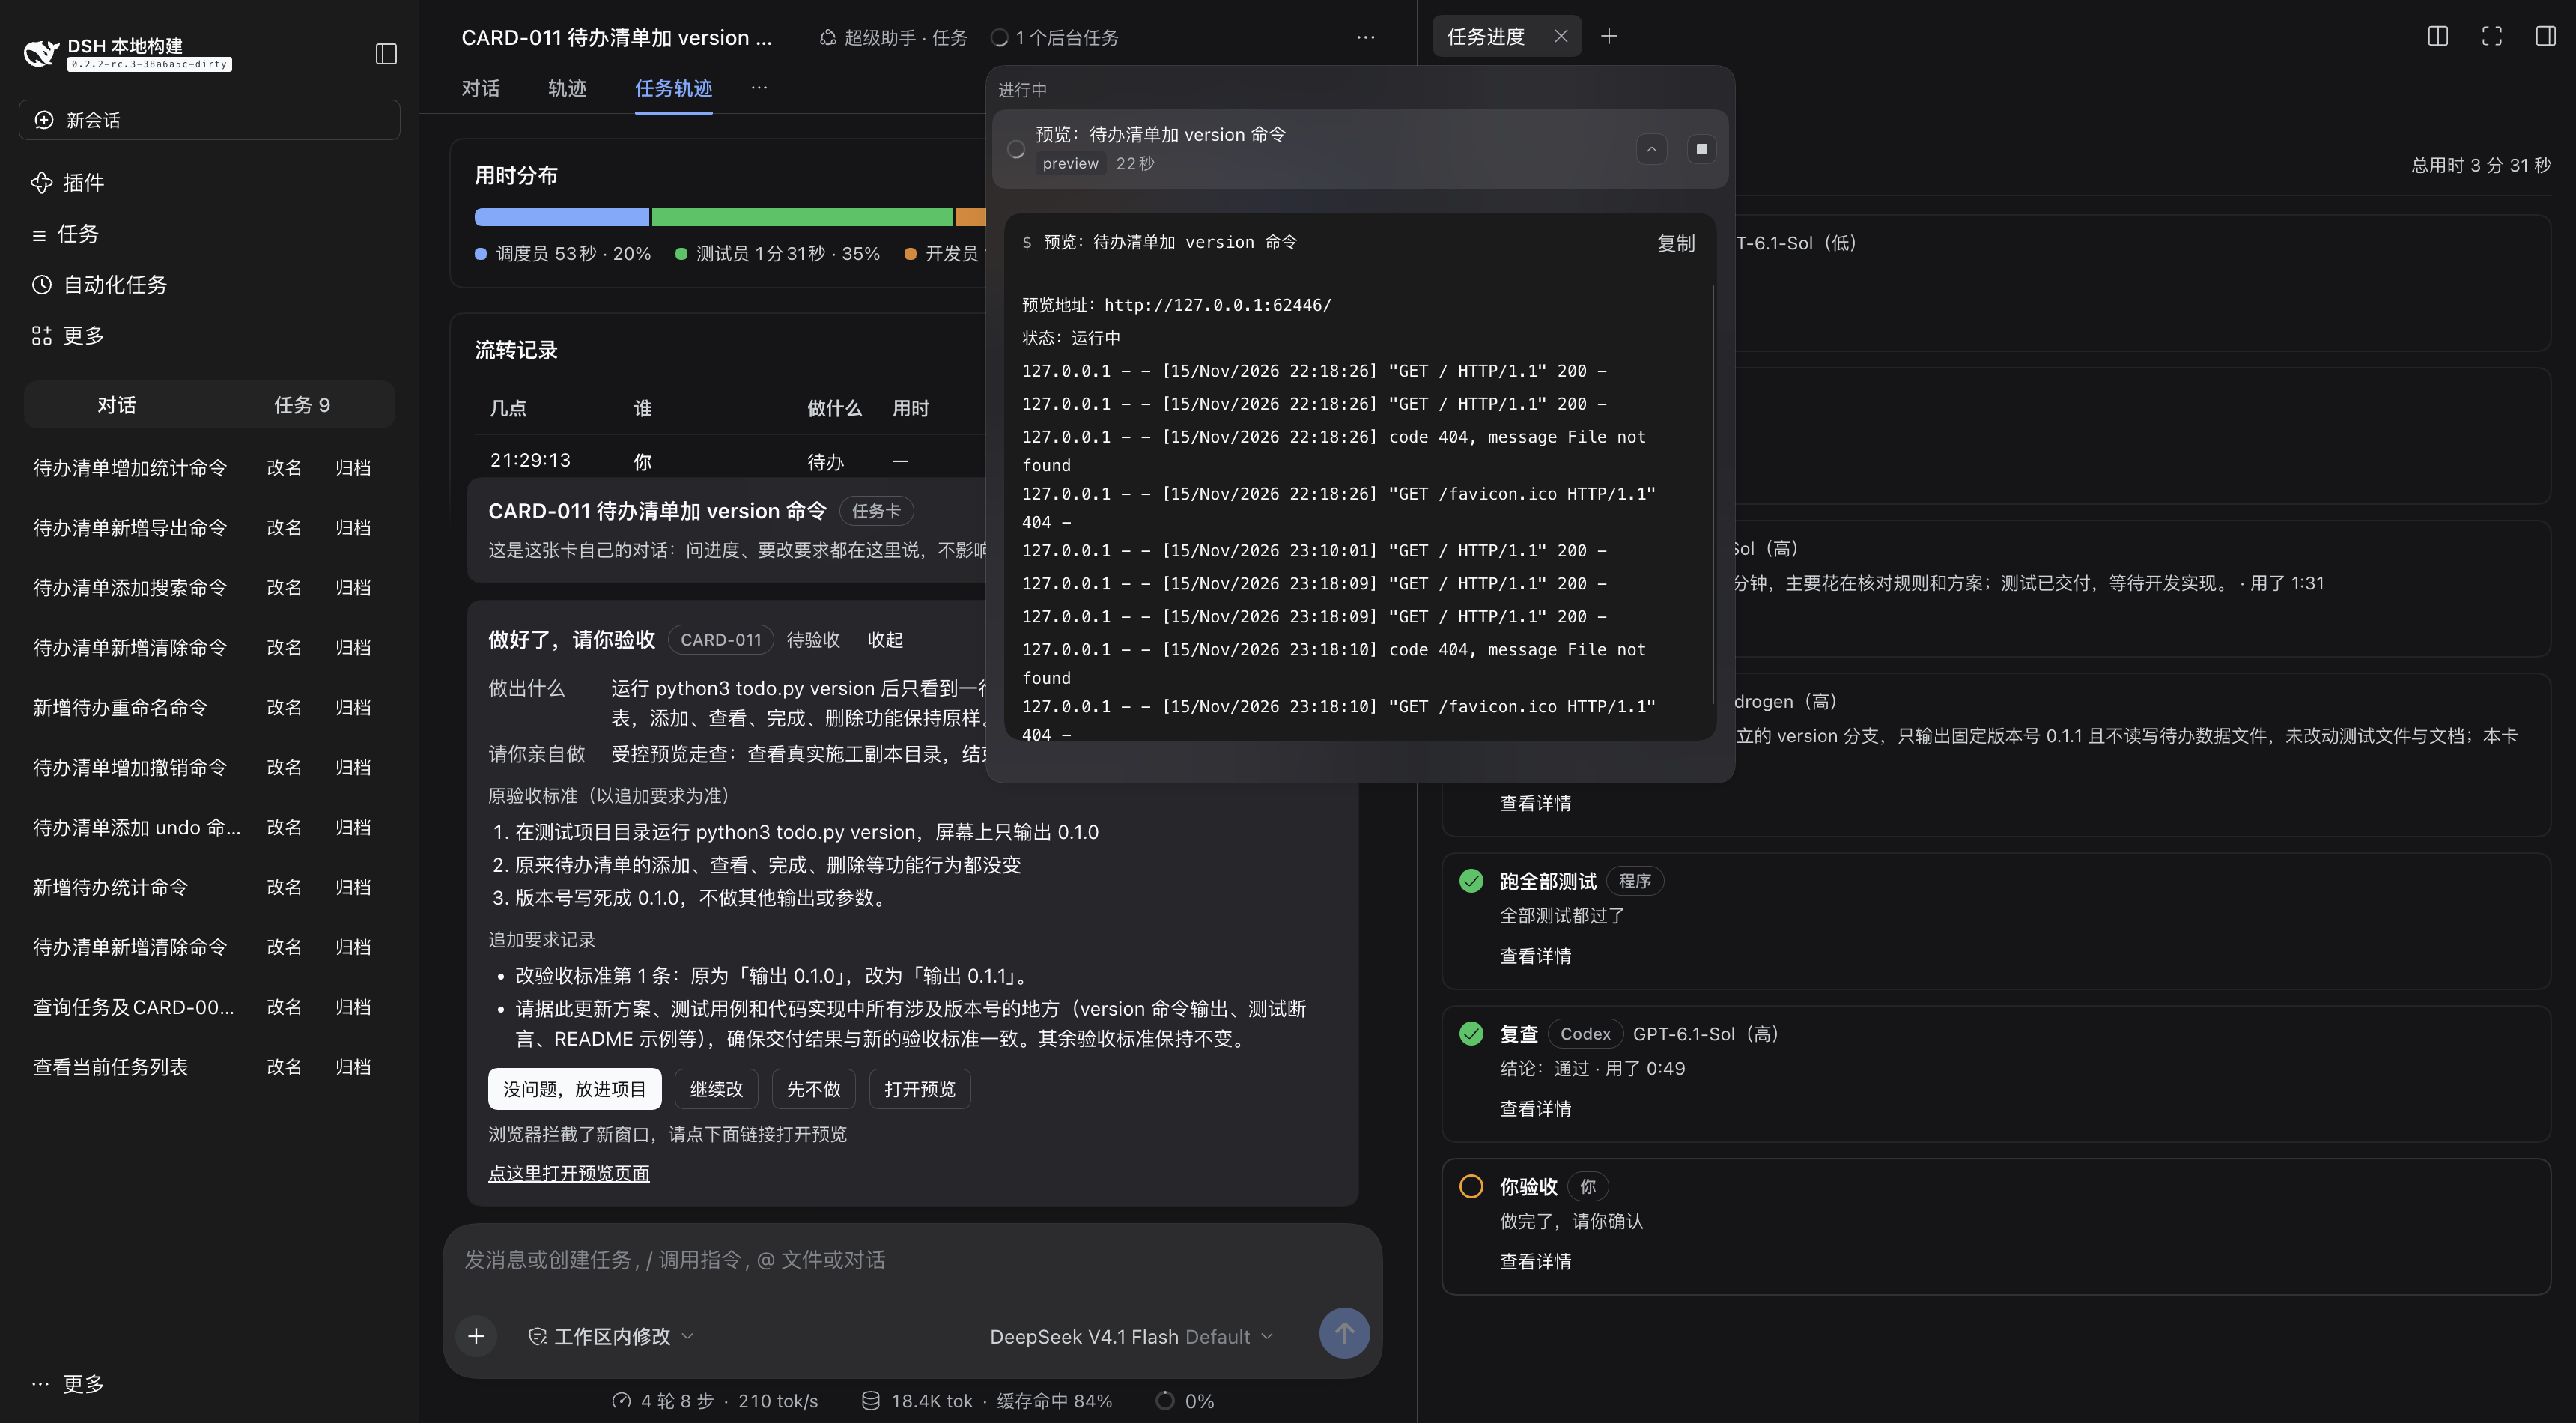 DSH 本地构建
0.2.2-rc.3-38a6a5c-dirty
新会话
插件
任务
自动化任务
更多
对话 任务 9
待办清单增加统计命令 改名 归档
待办清单新增导出命令 改名 归档
待办清单添加搜索命令 改名 归档
待办清单新增清除命令 改名 归档
新增待办重命名命令 改名 归档
待办清单增加撤销命令 改名 归档
待办清单添加 undo 命... 改名 归档
新增待办统计命令 改名 归档
待办清单新增清除命令 改名 归档
查询任务及 CARD-00... 改名 归档
查看当前任务列表 改名 归档
... 更多
CARD-011 待办清单加 version ... 超级助手 · 任务 1 个后台任务 ...
对话 轨迹 任务轨迹 ...
用时分布
调度员 53秒 · 20% 测试员 1分31秒 · 35% 开发员
流转记录
几点 谁 做什么 用时
21:29:13 你 待办 —
CARD-011 待办清单加 version 命令 任务卡
这是这张卡自己的对话：问进度、要改要求都在这里说，不影响
做好了，请你验收 CARD-011 待验收 收起
做出什么 运行 python3 todo.py version 后只看到一行
表，添加、查看、完成、删除功能保持原样。
请你亲自做 受控预览走查：查看真实施工副本目录，结束
原验收标准（以追加要求为准）
1. 在测试项目目录运行 python3 todo.py version，屏幕上只输出 0.1.0
2. 原来待办清单的添加、查看、完成、删除等功能行为都没变
3. 版本号写死成 0.1.0，不做其他输出或参数。
追加要求记录
• 改验收标准第 1 条：原为「输出 0.1.0」，改为「输出 0.1.1」。
• 请据此更新方案、测试用例和代码实现中所有涉及版本号的地方（version 命令输出、测试断
言、README 示例等），确保交付结果与新的验收标准一致。其余验收标准保持不变。
没问题，放进项目 继续改 先不做 打开预览
浏览器拦截了新窗口，请点下面链接打开预览
点这里打开预览页面
发消息或创建任务, / 调用指令, @ 文件或对话
工作区内修改 DeepSeek V4.1 Flash Default
4 轮 8 步 · 210 tok/s 18.4K tok · 缓存命中 84% 0%
进行中
预览：待办清单加 version 命令
preview 22秒
$ 预览：待办清单加 version 命令 复制
预览地址：http://127.0.0.1:62446/
状态：运行中
127.0.0.1 - - [15/Nov/2026 22:18:26] "GET / HTTP/1.1" 200 -
127.0.0.1 - - [15/Nov/2026 22:18:26] "GET / HTTP/1.1" 200 -
127.0.0.1 - - [15/Nov/2026 22:18:26] code 404, message File not
found
127.0.0.1 - - [15/Nov/2026 22:18:26] "GET /favicon.ico HTTP/1.1"
404 -
127.0.0.1 - - [15/Nov/2026 23:10:01] "GET / HTTP/1.1" 200 -
127.0.0.1 - - [15/Nov/2026 23:18:09] "GET / HTTP/1.1" 200 -
127.0.0.1 - - [15/Nov/2026 23:18:09] "GET / HTTP/1.1" 200 -
127.0.0.1 - - [15/Nov/2026 23:18:10] code 404, message File not
found
127.0.0.1 - - [15/Nov/2026 23:18:10] "GET /favicon.ico HTTP/1.1"
404 -
任务进度
总用时 3 分 31 秒
T-6.1-Sol（低）
Sol（高）
分钟，主要花在核对规则和方案；测试已交付，等待开发实现。 · 用了 1:31
drogen（高）
立的 version 分支，只输出固定版本号 0.1.1 且不读写待办数据文件，未改动测试文件与文档；本卡
查看详情
跑全部测试 程序
全部测试都过了
查看详情
复查 Codex GPT-6.1-Sol（高）
结论：通过 · 用了 0:49
查看详情
你验收 你
做完了，请你确认
查看详情